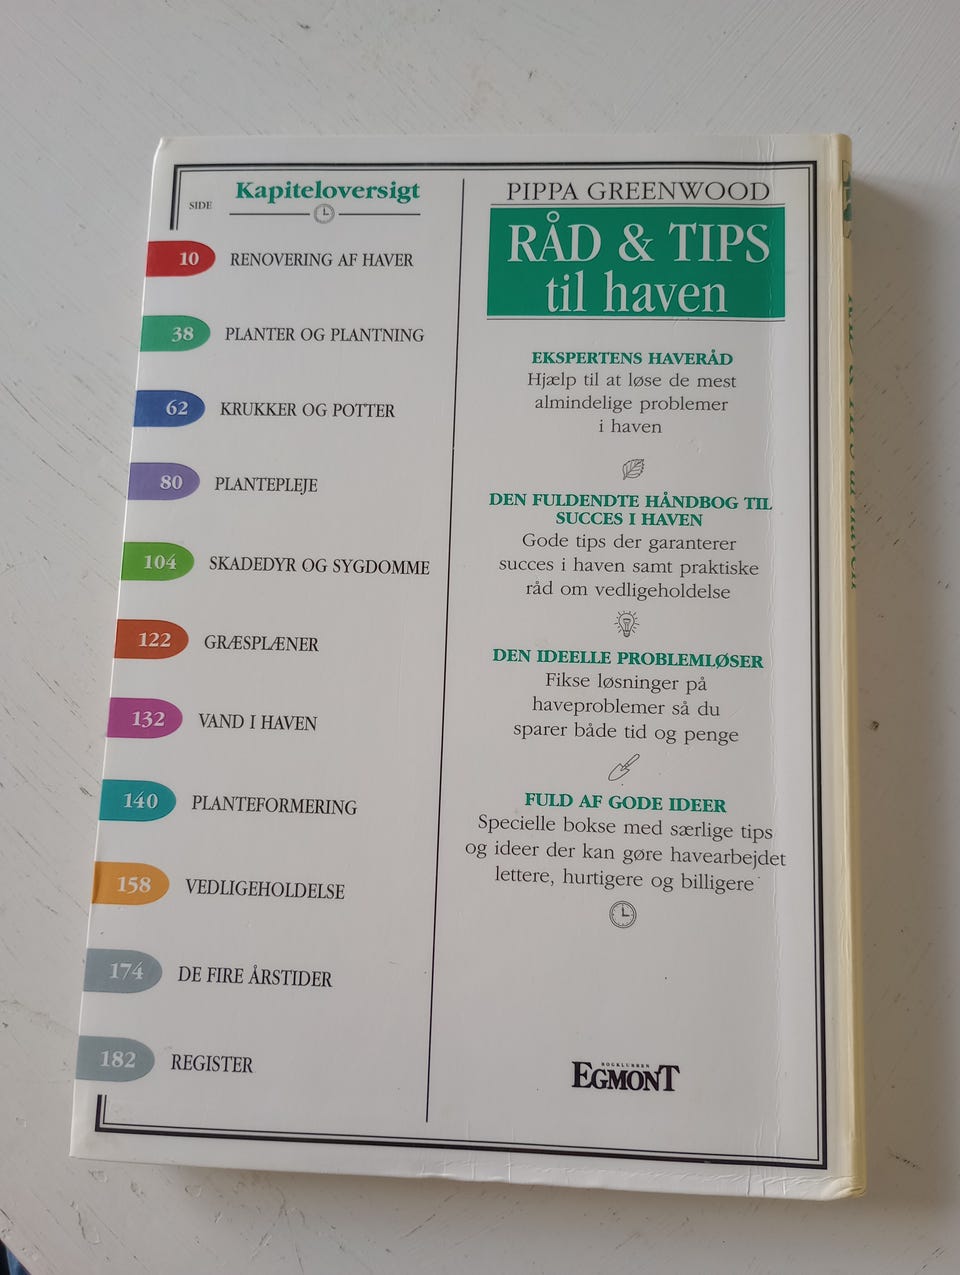 Kapiteloversigt
SIDE
10 RENOVERING AF HAVER
38 PLANTER OG PLANTNING
62 KRUKKER OG POTTER
80 PLANTEPLEJE
104 SKADEDYR OG SYGDOMME
122 GRÆSPLÆNER
132 VAND I HAVEN
140 PLANTEFORMERING
158 VEDLIGEHOLDELSE
174 DE FIRE ÅRSTIDER
182 REGISTER
PIPPA GREENWOOD
RÅD & TIPS
til haven
EKSPERTENS HAVERÅD
Hjælp til at løse de mest
almindelige problemer
i haven
DEN FULDENDTE HÅNDBOG TIL
SUCCES I HAVEN
Gode tips der garanterer
succes i haven samt praktiske
råd om vedligeholdelse
DEN IDEELLE PROBLEMLØSER
Fikse løsninger på
haveproblemer så du
sparer både tid og penge
FULD AF GODE IDEER
Specielle bokse med særlige tips
og ideer der kan gøre havearbejdet
lettere, hurtigere og billigere
BOGKLUBBEN
EGMONT